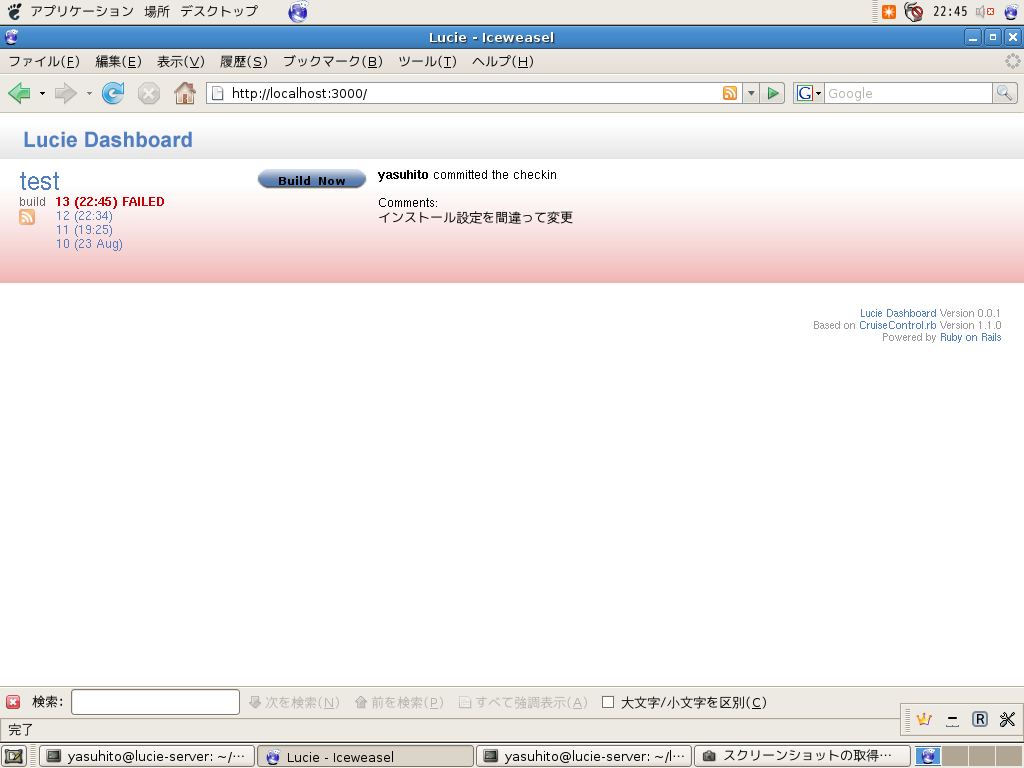 アプリケーション 場所 デスクトップ 22:45
Lucie - Iceweasel
ファイル(F) 編集(E) 表示(V) 履歴(S) ブックマーク(B) ツール(T) ヘルプ(H)
http://localhost:3000/ G Google
Lucie Dashboard
test Build Now yasuhito committed the checkin
build 13 (22:45) FAILED Comments:
12 (22:34) インストール設定を間違って変更
11 (19:25)
10 (23 Aug)
Lucie Dashboard Version 0.0.1
Based on CruiseControl.rb Version 1.1.0
Powered by Ruby on Rails
検索: 次を検索(N) 前を検索(P) すべて強調表示(A) 大文字/小文字を区別(C)
完了 R
yasuhito@lucie-server: ~/… Lucie - Iceweasel yasuhito@lucie-server: ~/l… スクリーンショットの取得…